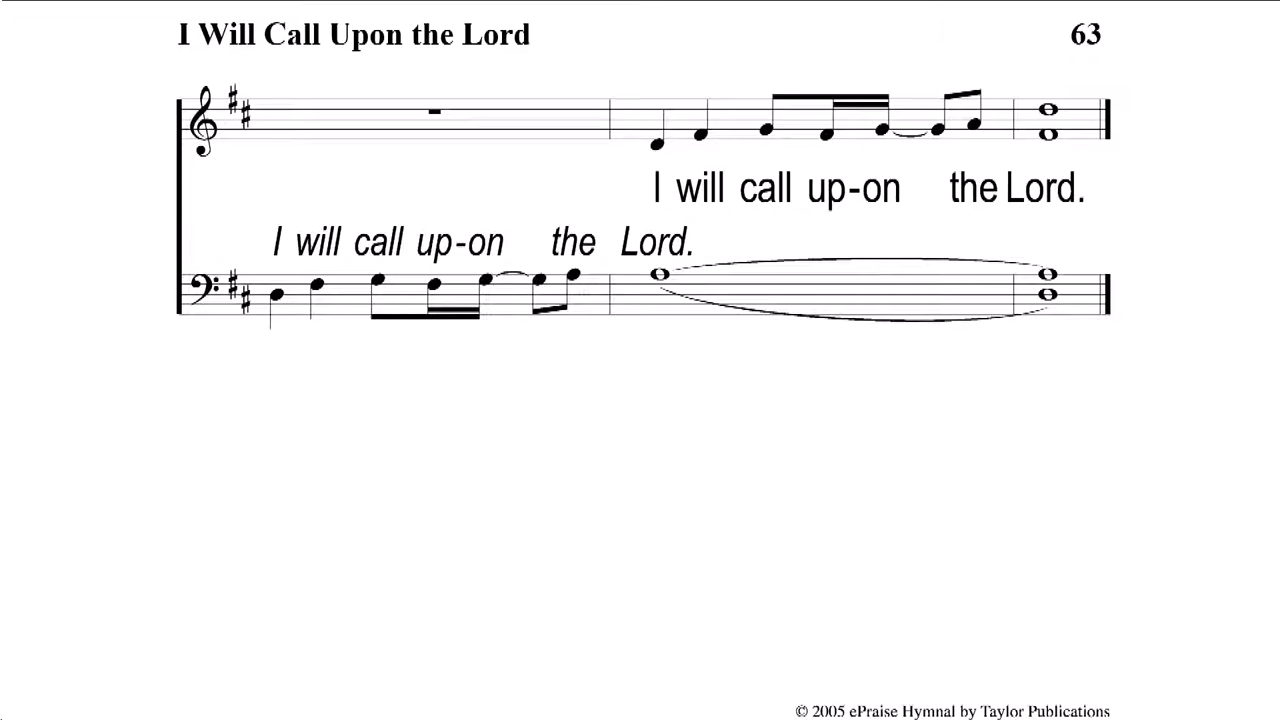 I Will Call Upon the Lord 63
I will call up-on the Lord.
I will call up-on the Lord.
© 2005 ePraise Hymnal by Taylor Publications